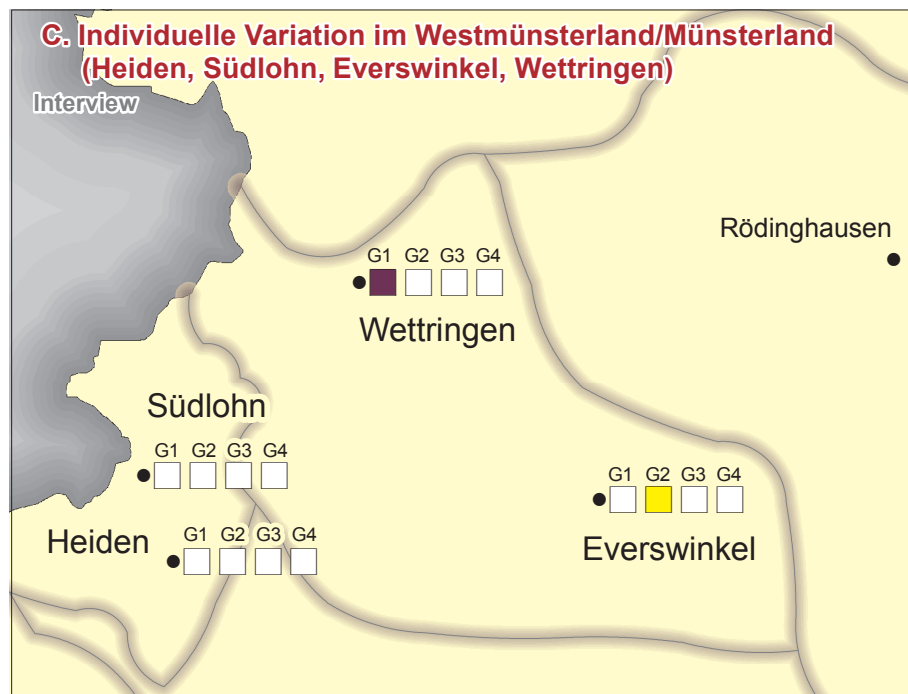 C. Individuelle Variation im Westmünsterland/Münsterland
(Heiden, Südlohn, Everswinkel, Wettringen)
Interview
Rödinghausen
G1 G2 G3 G4
Wettringen
Südlohn
G1 G2 G3 G4
G1 G2 G3 G4
Everswinkel
Heiden
G1 G2 G3 G4